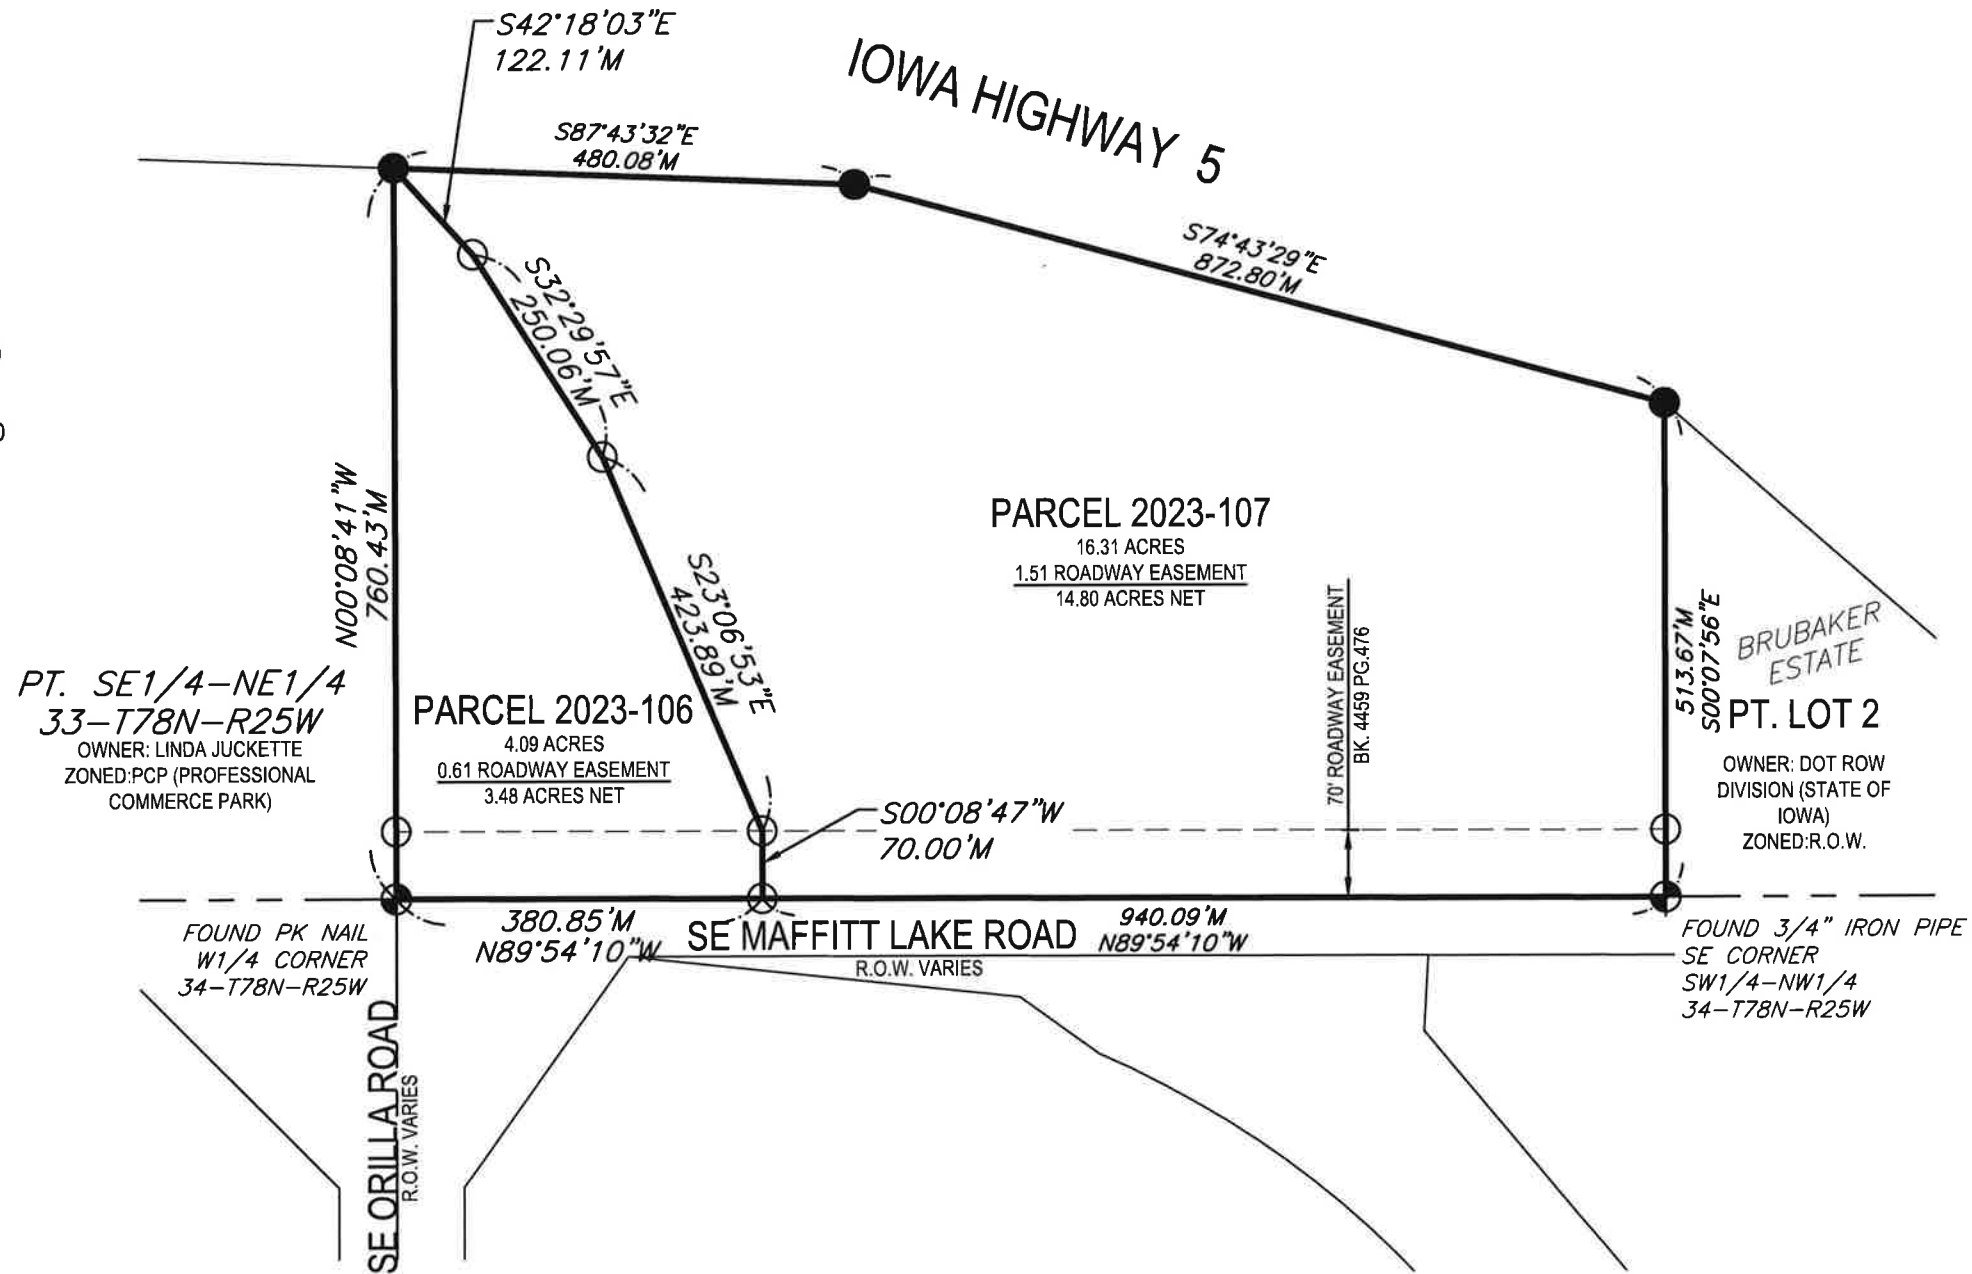 S42°18'03"E
122.11'M
IOWA HIGHWAY 5
S87°43'32"E
480.08'M
S74°43'29"E
872.80'M
S32°29'57"E
250.06'M
N00°08'41"W
760.43'M
S23°06'53"E
423.89'M
PARCEL 2023-107
16.31 ACRES
1.51 ROADWAY EASEMENT
14.80 ACRES NET
70' ROADWAY EASEMENT
BK. 4459 PG.476
513.67'M
S00°07'56"E
BRUBAKER
ESTATE
PT. LOT 2
OWNER: DOT ROW
DIVISION (STATE OF
IOWA)
ZONED:R.O.W.
PT. SE1/4-NE1/4
33-T78N-R25W
OWNER: LINDA JUCKETTE
ZONED:PCP (PROFESSIONAL
COMMERCE PARK)
PARCEL 2023-106
4.09 ACRES
0.61 ROADWAY EASEMENT
3.48 ACRES NET
S00°08'47"W
70.00'M
FOUND PK NAIL
W1/4 CORNER
34-T78N-R25W
380.85'M
N89°54'10"W
SE MAFFITT LAKE ROAD
R.O.W. VARIES
940.09'M
N89°54'10"W
FOUND 3/4" IRON PIPE
SE CORNER
SW1/4-NW1/4
34-T78N-R25W
SE ORILLA ROAD
R.O.W. VARIES